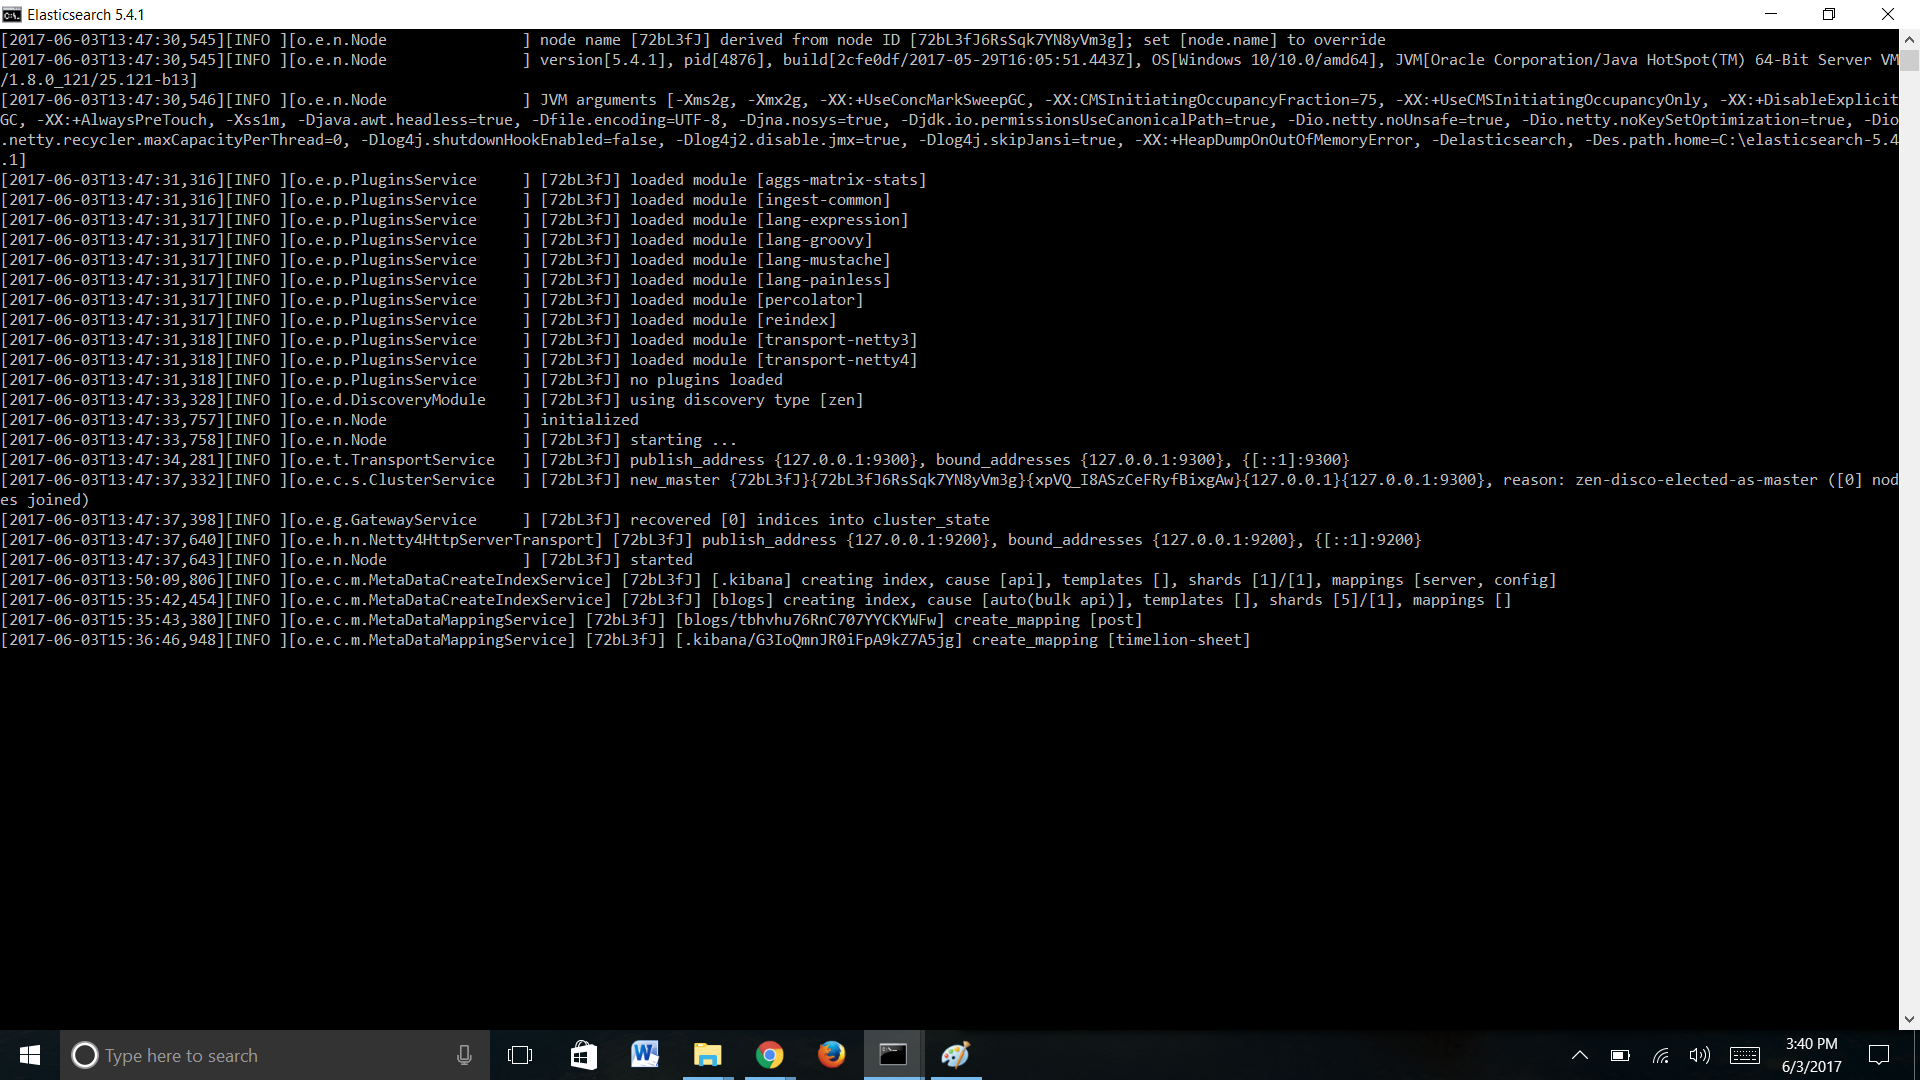 Elasticsearch 5.4.1
[2017-06-03T13:47:30,545][INFO ][o.e.n.Node               ] node name [72bL3fJ] derived from node ID [72bL3fJ6RsSqk7YN8yVm3g]; set [node.name] to override
[2017-06-03T13:47:30,545][INFO ][o.e.n.Node               ] version[5.4.1], pid[4876], build[2cfe0df/2017-05-29T16:05:51.443Z], OS[Windows 10/10.0/amd64], JVM[Oracle Corporation/Java HotSpot(TM) 64-Bit Server VM
/1.8.0_121/25.121-b13]
[2017-06-03T13:47:30,546][INFO ][o.e.n.Node               ] JVM arguments [-Xms2g, -Xmx2g, -XX:+UseConcMarkSweepGC, -XX:CMSInitiatingOccupancyFraction=75, -XX:+UseCMSInitiatingOccupancyOnly, -XX:+DisableExplicit
GC, -XX:+AlwaysPreTouch, -Xss1m, -Djava.awt.headless=true, -Dfile.encoding=UTF-8, -Djna.nosys=true, -Djdk.io.permissionsUseCanonicalPath=true, -Dio.netty.noUnsafe=true, -Dio.netty.noKeySetOptimization=true, -Dio
.netty.recycler.maxCapacityPerThread=0, -Dlog4j.shutdownHookEnabled=false, -Dlog4j2.disable.jmx=true, -Dlog4j.skipJansi=true, -XX:+HeapDumpOnOutOfMemoryError, -Delasticsearch, -Des.path.home=C:\elasticsearch-5.4
.1]
[2017-06-03T13:47:31,316][INFO ][o.e.p.PluginsService     ] [72bL3fJ] loaded module [aggs-matrix-stats]
[2017-06-03T13:47:31,316][INFO ][o.e.p.PluginsService     ] [72bL3fJ] loaded module [ingest-common]
[2017-06-03T13:47:31,317][INFO ][o.e.p.PluginsService     ] [72bL3fJ] loaded module [lang-expression]
[2017-06-03T13:47:31,317][INFO ][o.e.p.PluginsService     ] [72bL3fJ] loaded module [lang-groovy]
[2017-06-03T13:47:31,317][INFO ][o.e.p.PluginsService     ] [72bL3fJ] loaded module [lang-mustache]
[2017-06-03T13:47:31,317][INFO ][o.e.p.PluginsService     ] [72bL3fJ] loaded module [lang-painless]
[2017-06-03T13:47:31,317][INFO ][o.e.p.PluginsService     ] [72bL3fJ] loaded module [percolator]
[2017-06-03T13:47:31,317][INFO ][o.e.p.PluginsService     ] [72bL3fJ] loaded module [reindex]
[2017-06-03T13:47:31,318][INFO ][o.e.p.PluginsService     ] [72bL3fJ] loaded module [transport-netty3]
[2017-06-03T13:47:31,318][INFO ][o.e.p.PluginsService     ] [72bL3fJ] loaded module [transport-netty4]
[2017-06-03T13:47:31,318][INFO ][o.e.p.PluginsService     ] [72bL3fJ] no plugins loaded
[2017-06-03T13:47:33,328][INFO ][o.e.d.DiscoveryModule    ] [72bL3fJ] using discovery type [zen]
[2017-06-03T13:47:33,757][INFO ][o.e.n.Node               ] initialized
[2017-06-03T13:47:33,758][INFO ][o.e.n.Node               ] [72bL3fJ] starting ...
[2017-06-03T13:47:34,281][INFO ][o.e.t.TransportService   ] [72bL3fJ] publish_address {127.0.0.1:9300}, bound_addresses {127.0.0.1:9300}, {[::1]:9300}
[2017-06-03T13:47:37,332][INFO ][o.e.c.s.ClusterService   ] [72bL3fJ] new_master {72bL3fJ}{72bL3fJ6RsSqk7YN8yVm3g}{xpVQ_I8ASzCeFRyfBixgAw}{127.0.0.1}{127.0.0.1:9300}, reason: zen-disco-elected-as-master ([0] nod
es joined)
[2017-06-03T13:47:37,398][INFO ][o.e.g.GatewayService     ] [72bL3fJ] recovered [0] indices into cluster_state
[2017-06-03T13:47:37,640][INFO ][o.e.h.n.Netty4HttpServerTransport] [72bL3fJ] publish_address {127.0.0.1:9200}, bound_addresses {127.0.0.1:9200}, {[::1]:9200}
[2017-06-03T13:47:37,643][INFO ][o.e.n.Node               ] [72bL3fJ] started
[2017-06-03T13:50:09,806][INFO ][o.e.c.m.MetaDataCreateIndexService] [72bL3fJ] [.kibana] creating index, cause [api], templates [], shards [1]/[1], mappings [server, config]
[2017-06-03T15:35:42,454][INFO ][o.e.c.m.MetaDataCreateIndexService] [72bL3fJ] [blogs] creating index, cause [auto(bulk api)], templates [], shards [5]/[1], mappings []
[2017-06-03T15:35:43,380][INFO ][o.e.c.m.MetaDataMappingService] [72bL3fJ] [blogs/tbhvhu76RnC707YYCKYWFw] create_mapping [post]
[2017-06-03T15:36:46,948][INFO ][o.e.c.m.MetaDataMappingService] [72bL3fJ] [.kibana/G3IoQmnJR0iFpA9kZ7A5jg] create_mapping [timelion-sheet]
Type here to search
3:40 PM
6/3/2017